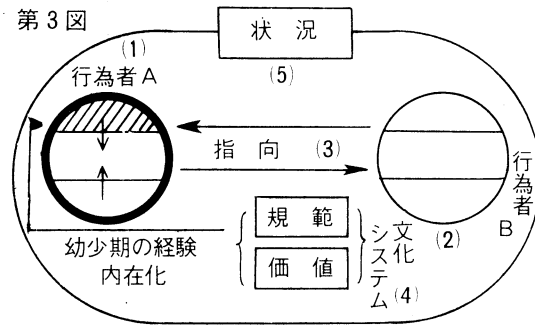 第3図
(1)
行為者A
状況
(5)
指向 (3)
行為者
B
(2)
規範
価値
文化
システム
(4)
幼少期の経験
内在化